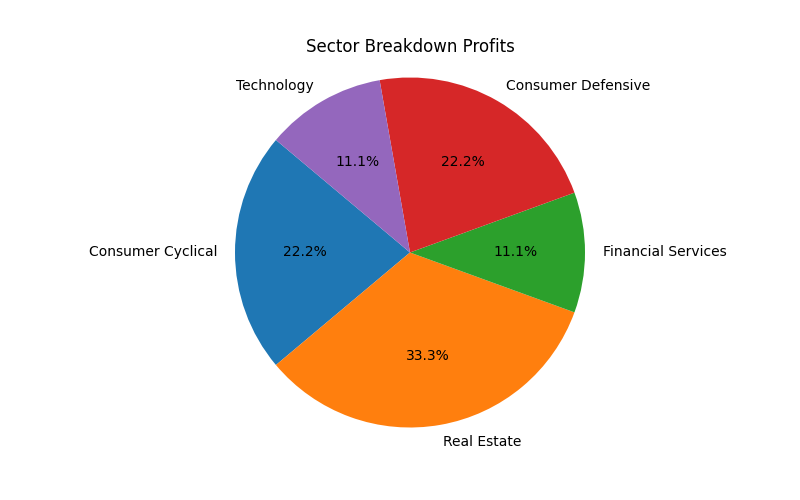 Sector Breakdown Profits
Technology
Consumer Defensive
11.1%
22.2%
Consumer Cyclical
22.2%
11.1%
Financial Services
33.3%
Real Estate